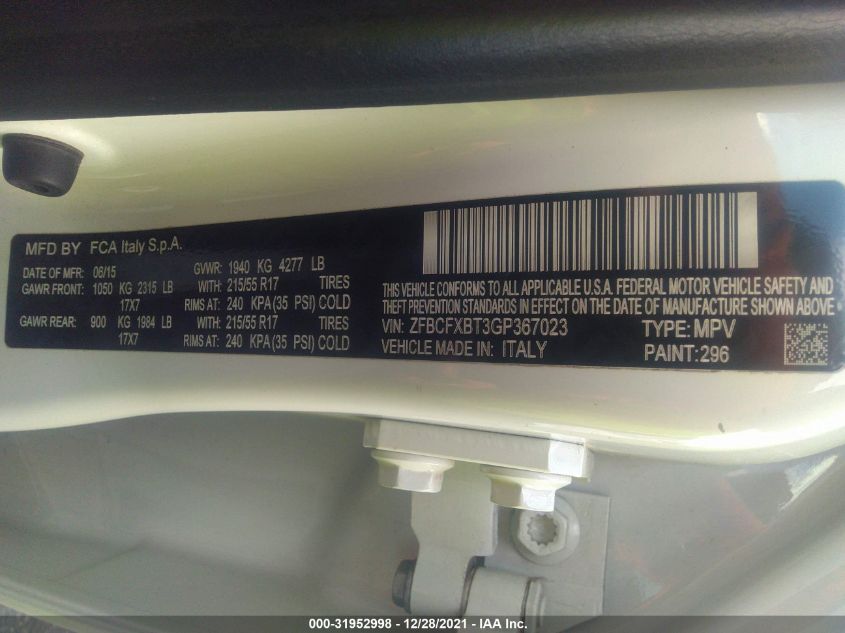 MFD BY FCA Italy S.p.A.
DATE OF MFR: 06/15 GVWR: 1940 KG 4277 LB
GAWR FRONT: 1050 KG 2315 LB WITH: 215/55 R17 TIRES
17X7 RIMS AT: 240 KPA (35 PSI) COLD
GAWR REAR: 900 KG 1984 LB WITH: 215/55 R17 TIRES
17X7 RIMS AT: 240 KPA (35 PSI) COLD
THIS VEHICLE CONFORMS TO ALL APPLICABLE U.S.A. FEDERAL MOTOR VEHICLE SAFETY AND
THEFT PREVENTION STANDARDS IN EFFECT ON THE DATE OF MANUFACTURE SHOWN ABOVE
VIN: ZFBCFXBT3GP367023 TYPE: MPV
VEHICLE MADE IN: ITALY PAINT: 296
000-31952998 - 12/28/2021 - IAA Inc.